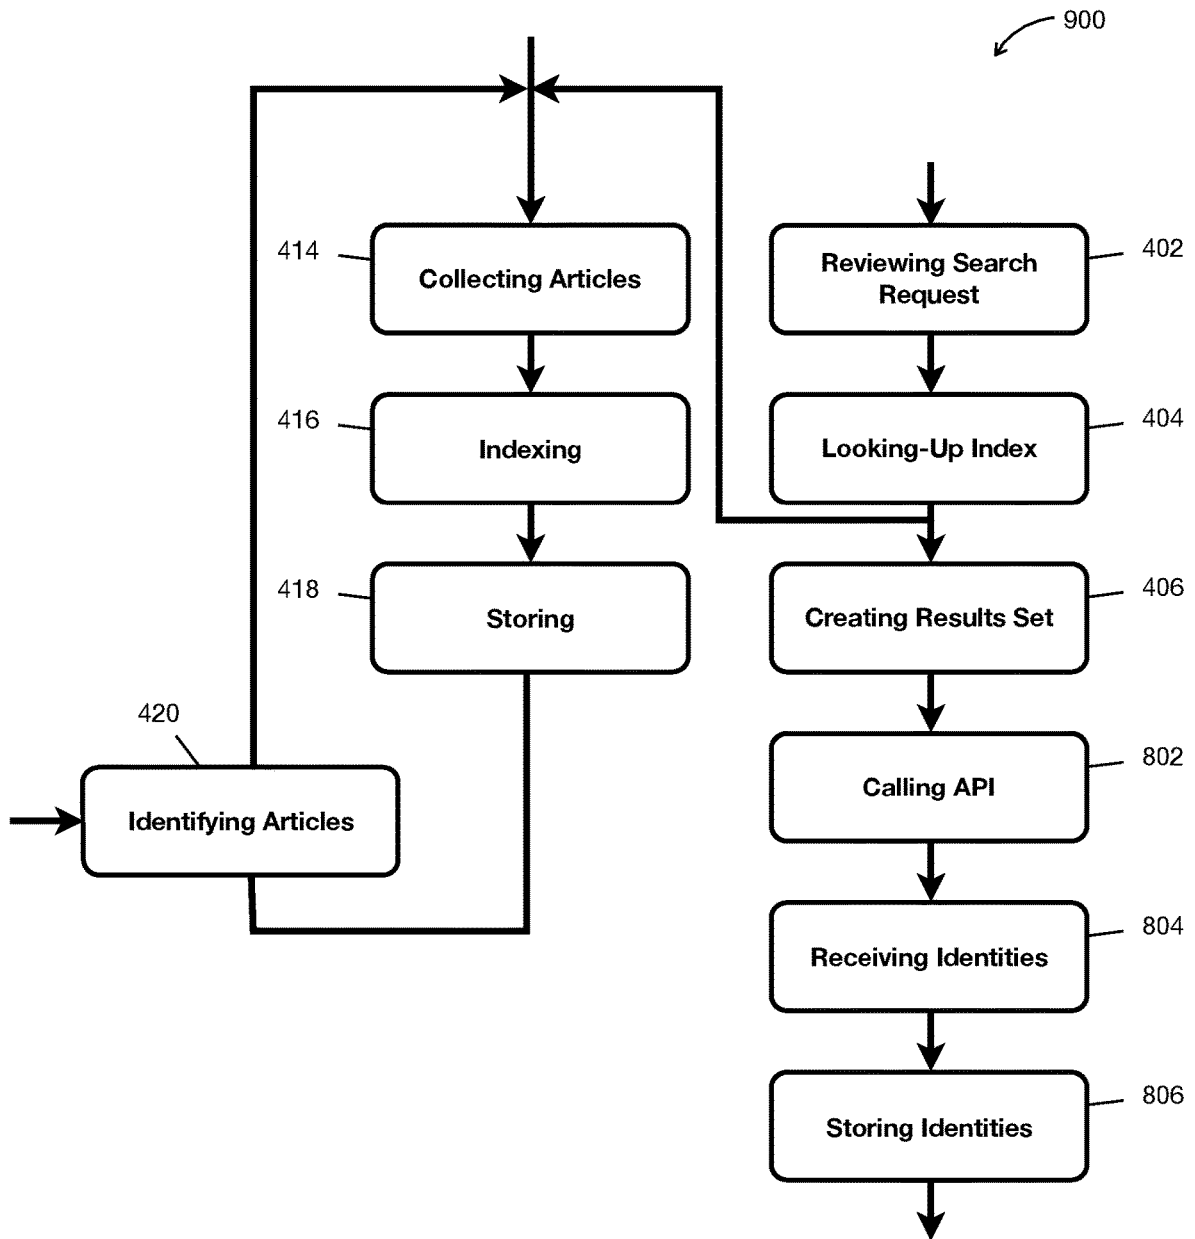 900
414
Collecting Articles
Reviewing Search
Request
402
416
Indexing
Looking-Up Index
404
418
Storing
Creating Results Set
406
420
Identifying Articles
Calling API
802
Receiving Identities
804
Storing Identities
806